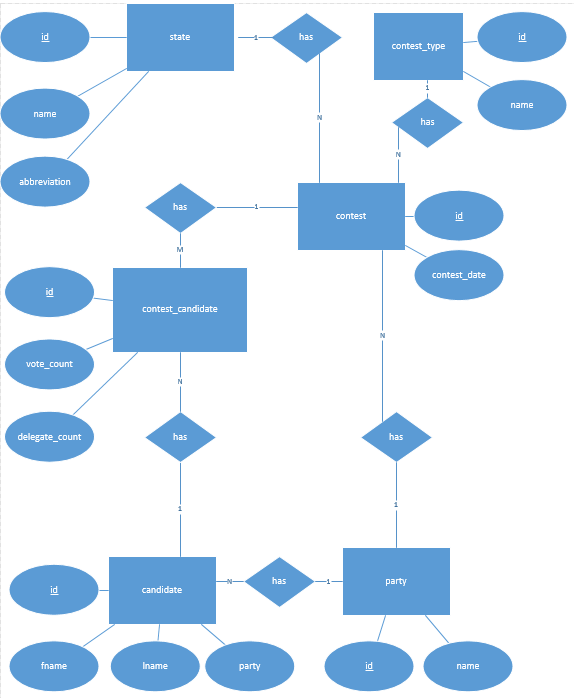 id
state
1
has
contest_type
id
name
1
name
has
N
N
abbreviation
has
1
contest
id
M
contest_date
id
contest_candidate
N
vote_count
N
delegate_count
has
has
1
1
id
candidate
N
has
1
party
fname
lname
party
id
name